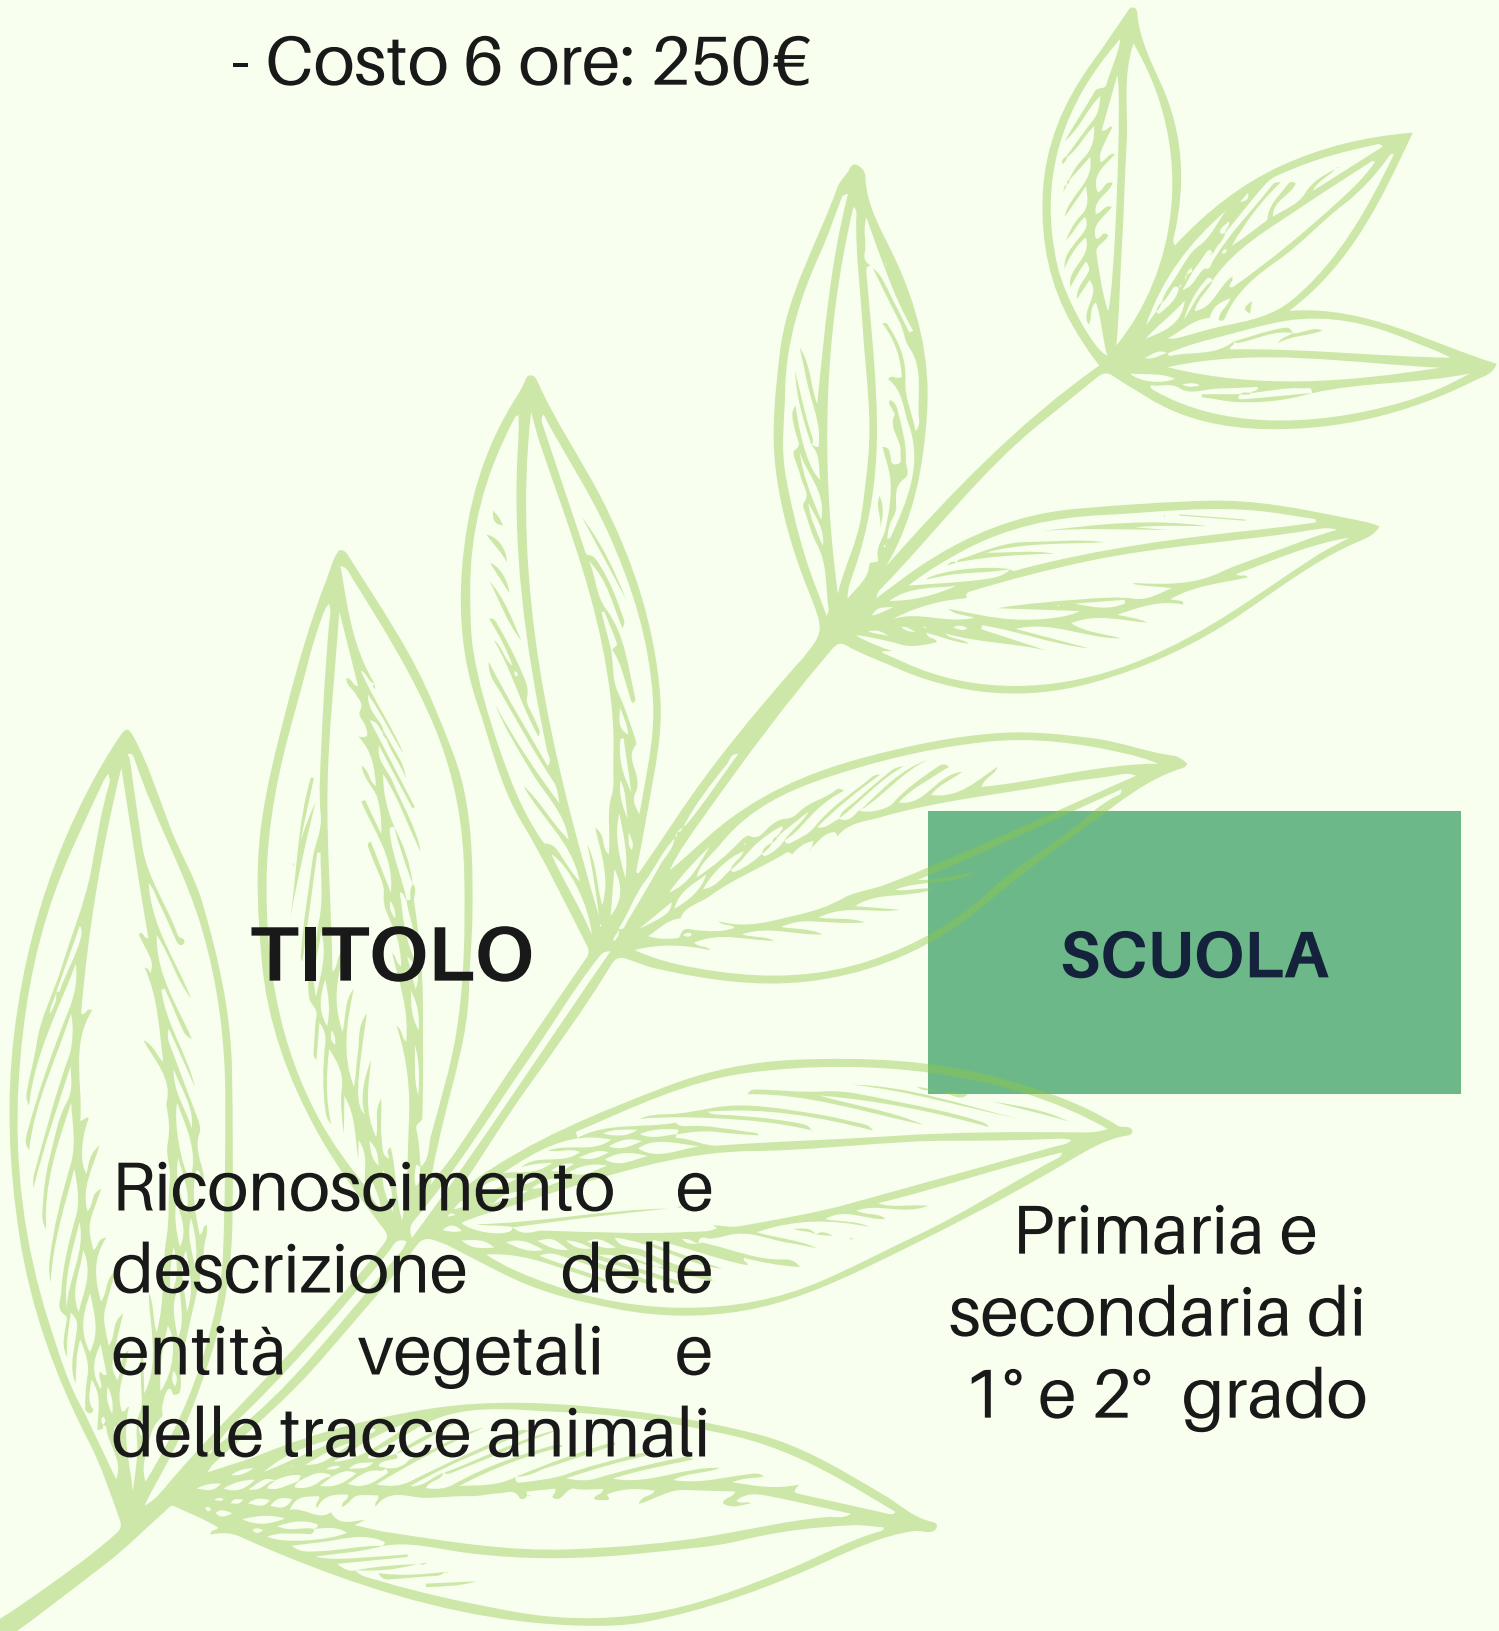 - Costo 6 ore: 250€
TITOLO
SCUOLA
Riconoscimento e
descrizione delle
entità vegetali e
delle tracce animali
Primaria e
secondaria di
1° e 2° grado